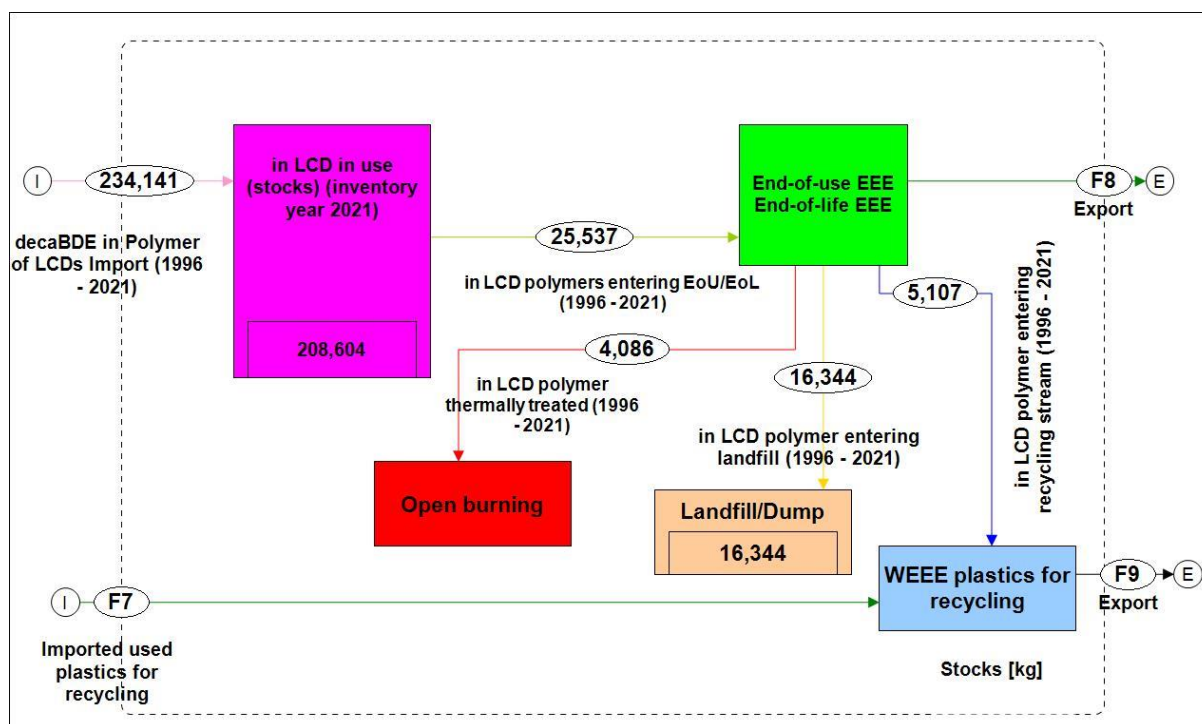 in LCD in use
(stocks) (inventory
year 2021)
208,604
I
234,141
decaBDE in Polymer
of LCDs Import (1996
- 2021)
25,537
in LCD polymers entering EoU/EoL
(1996 - 2021)
End-of-use EEE
End-of-life EEE
F8
E
Export
5,107
in LCD polymer entering
recycling stream (1996 - 2021)
4,086
in LCD polymer
thermally treated (1996
- 2021)
16,344
in LCD polymer entering
landfill (1996 - 2021)
Open burning
Landfill/Dump
16,344
WEEE plastics for
recycling
F9
E
Export
I
F7
Imported used
plastics for
recycling
Stocks [kg]